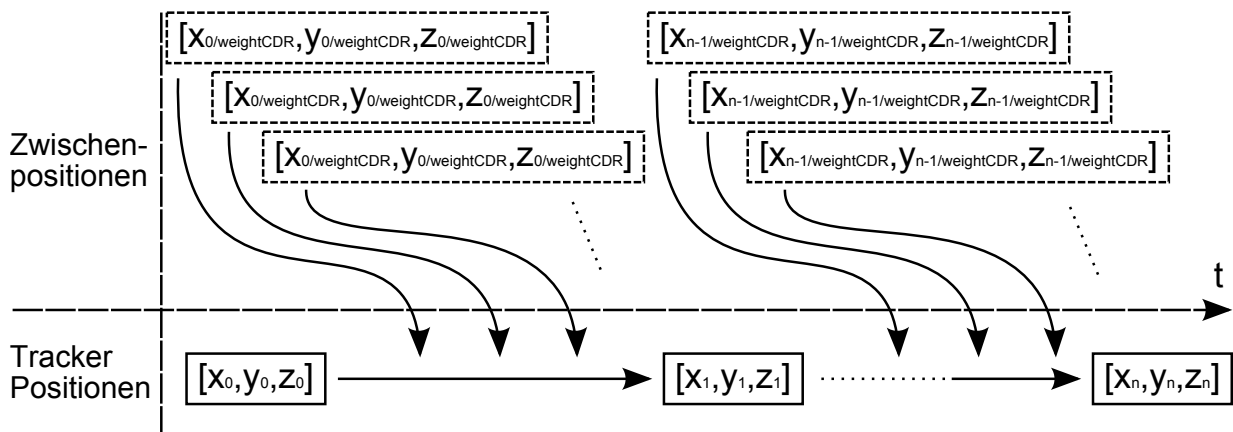 [x0/weightCDR,y0/weightCDR,z0/weightCDR] [xn-1/weightCDR,yn-1/weightCDR,zn-1/weightCDR]
[x0/weightCDR,y0/weightCDR,z0/weightCDR] [xn-1/weightCDR,yn-1/weightCDR,zn-1/weightCDR]
[x0/weightCDR,y0/weightCDR,z0/weightCDR] [xn-1/weightCDR,yn-1/weightCDR,zn-1/weightCDR]
Zwischen-
positionen
t
Tracker
Positionen
[x0,y0,z0] [x1,y1,z1] [xn,yn,zn]